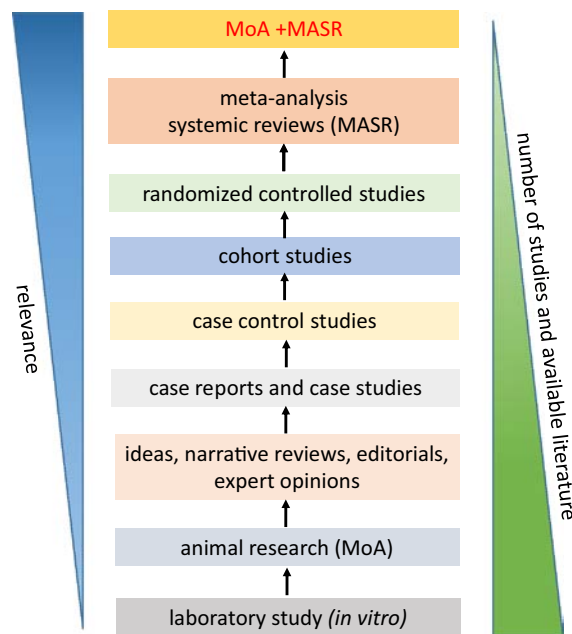 MoA +MASR
meta-analysis
systemic reviews (MASR)
randomized controlled studies
cohort studies
case control studies
case reports and case studies
ideas, narrative reviews, editorials,
expert opinions
animal research (MoA)
laboratory study (in vitro)
relevance
number of studies and available literature